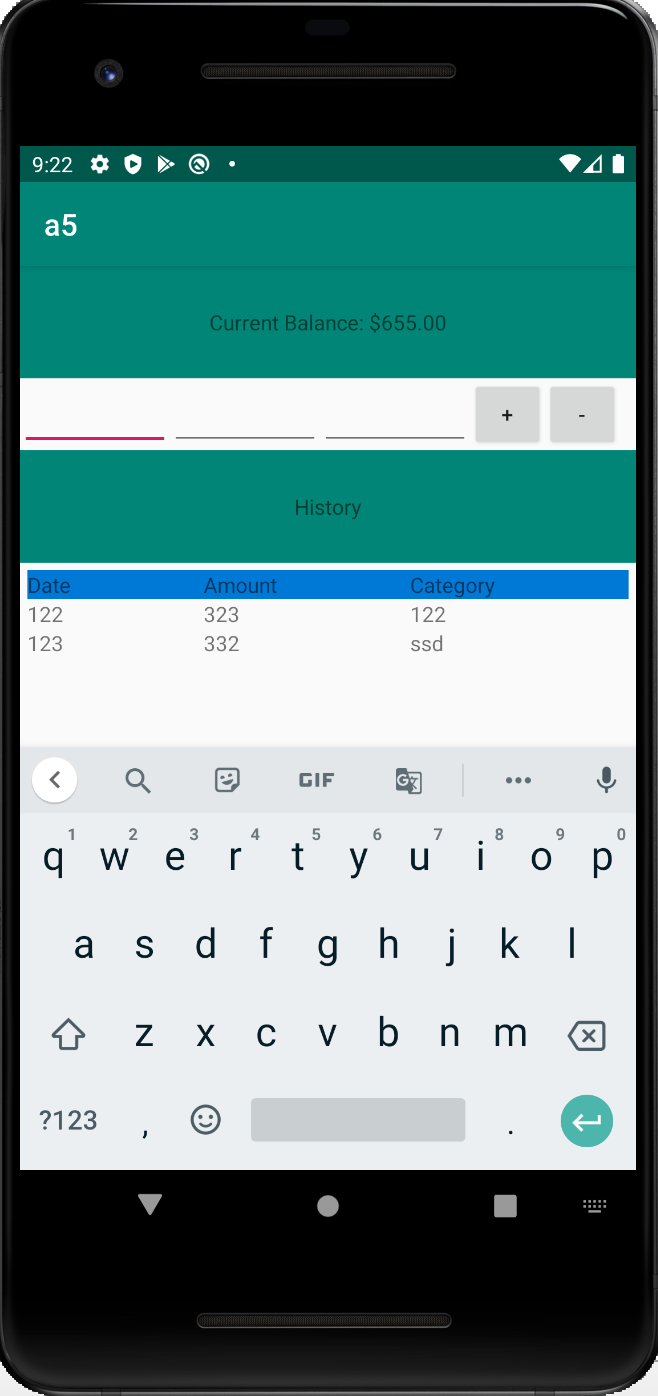 9:22
a5
Current Balance: $655.00
+ -
History
Date Amount Category
122 323 122
123 332 ssd
GIF G
1 2 3 4 5 6 7 8 9 0
q w e r t y u i o p
a s d f g h j k l
z x c v b n m
?123 , .